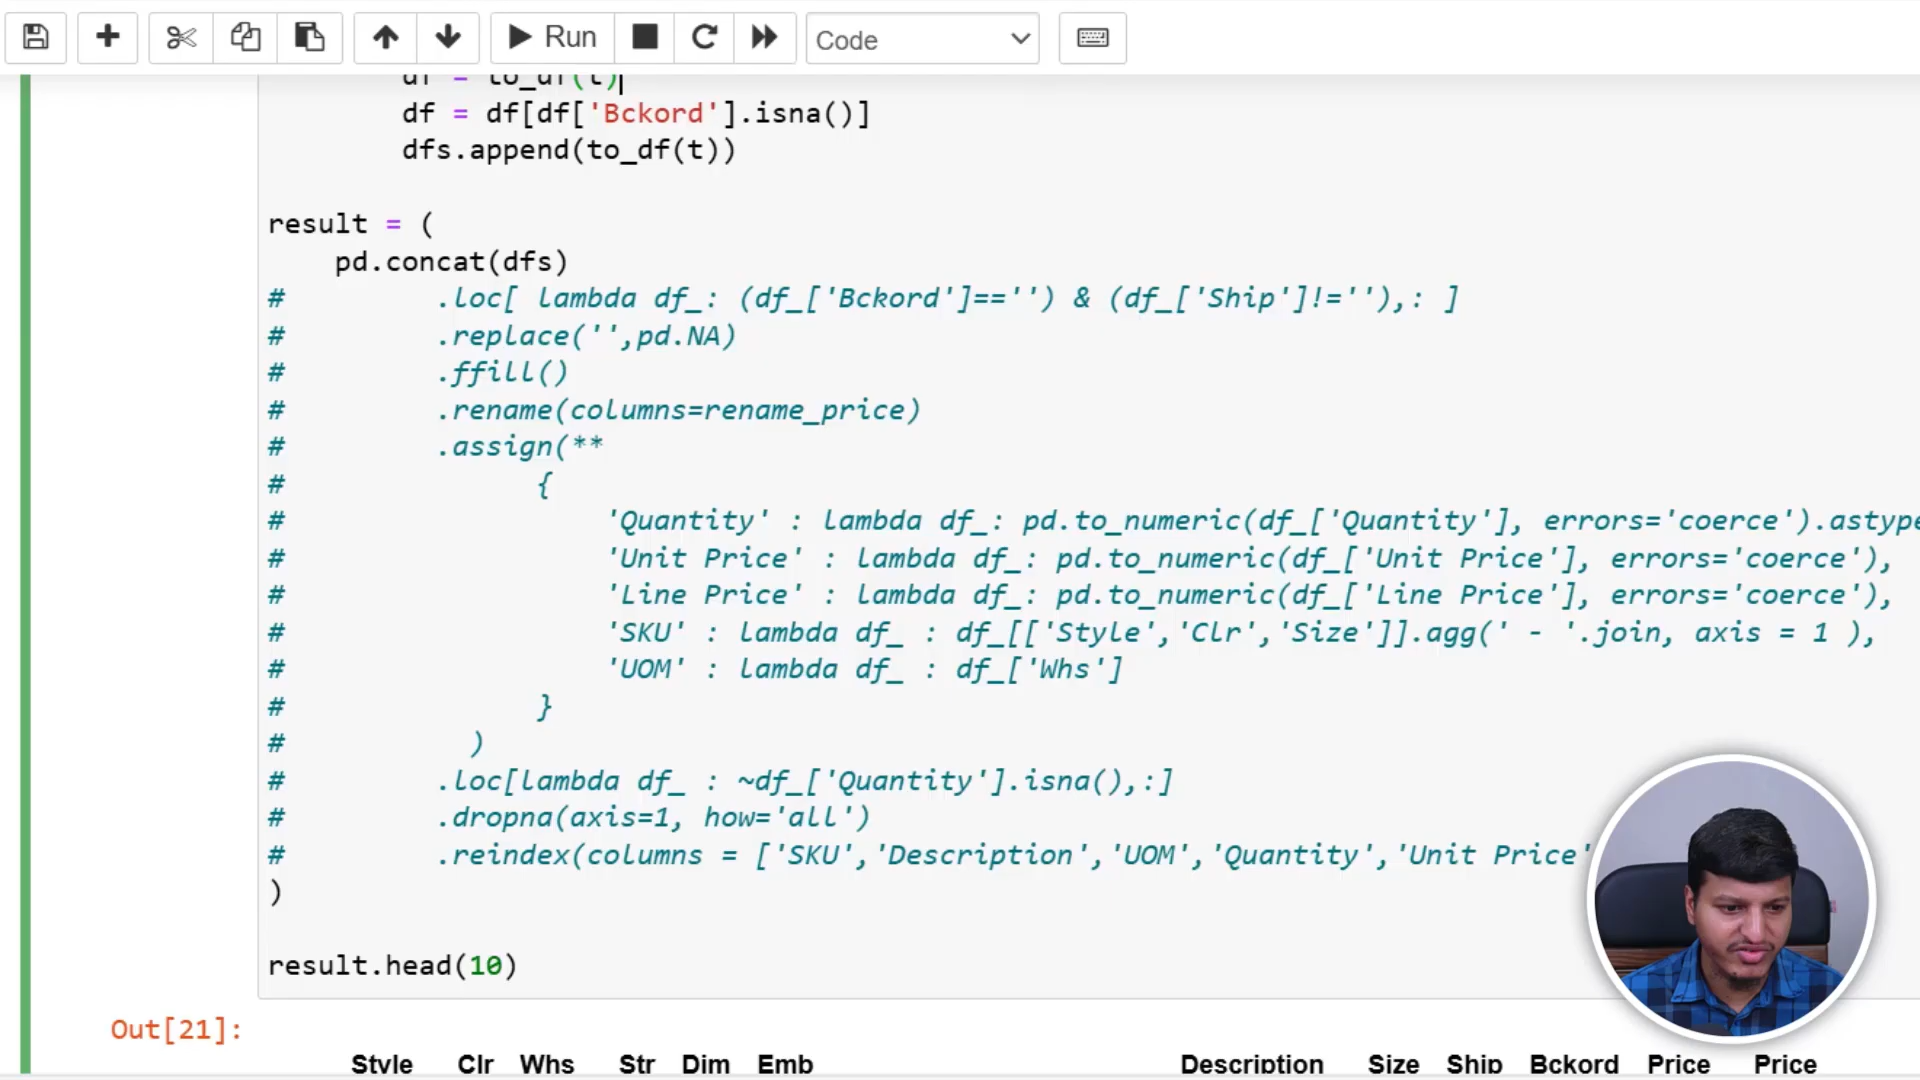 Run
Code
df = to_df(t)
df = df[df['Bckord'].isna()]
dfs.append(to_df(t))
result = (
pd.concat(dfs)
# .loc[ lambda df_: (df_['Bckord']=='') & (df_['Ship']!=''),: ]
# .replace('',pd.NA)
# .ffill()
# .rename(columns=rename_price)
# .assign(**
# {
# 'Quantity' : lambda df_: pd.to_numeric(df_['Quantity'], errors='coerce').astype
# 'Unit Price' : lambda df_: pd.to_numeric(df_['Unit Price'], errors='coerce'),
# 'Line Price' : lambda df_: pd.to_numeric(df_['Line Price'], errors='coerce'),
# 'SKU' : lambda df_ : df_[['Style','Clr','Size']].agg(' - '.join, axis = 1 ),
# 'UOM' : lambda df_ : df_['Whs']
# }
# )
# .loc[lambda df_ : ~df_['Quantity'].isna(),:]
# .dropna(axis=1, how='all')
# .reindex(columns = ['SKU','Description','UOM','Quantity','Unit Price'
)
result.head(10)
Out[21]:
Style Clr Whs Str Dim Emb Description Size Ship Bckord Price Price